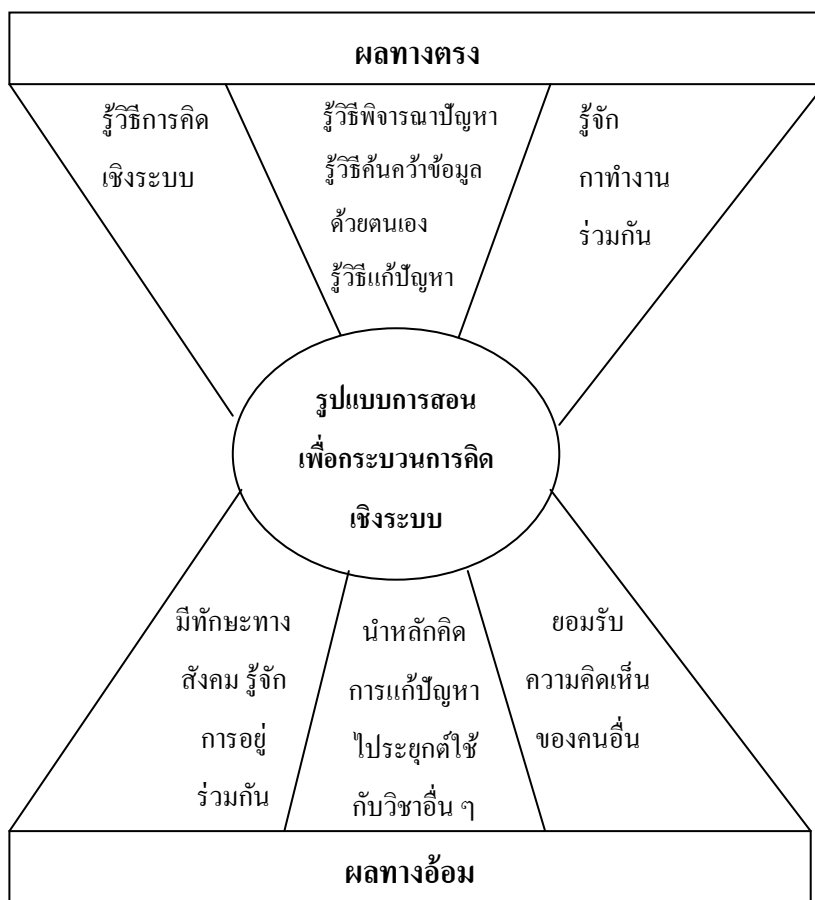 ผลทางตรง
รู้วิธีการคิด
เชิงระบบ
รู้วิธีพิจารณาปัญหา
รู้วิธีค้นคว้าข้อมูล
ด้วยตนเอง
รู้วิธีแก้ปัญหา
รู้จัก
กาทำงาน
ร่วมกัน
รูปแบบการสอน
เพื่อกระบวนการคิด
เชิงระบบ
มีทักษะทาง
สังคม รู้จัก
การอยู่
ร่วมกัน
นำหลักคิด
การแก้ปัญหา
ไประยุกต์ใช้
กับวิชาอื่น ๆ
ยอมรับ
ความคิดเห็น
ของคนอื่น
ผลทางอ้อม